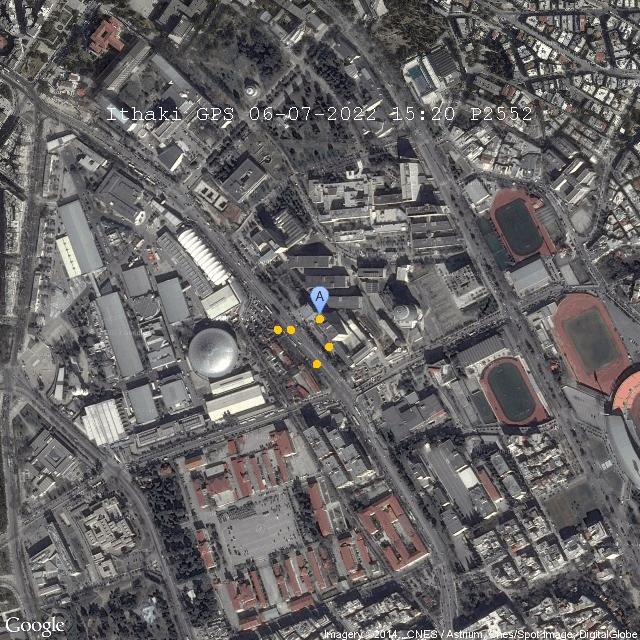 Ithaki GPS 06-07-2022 15:20 P2552
A
Google
Imagery ©2014, CNES / Astrium, Cnes/Spot Image, DigitalGlobe